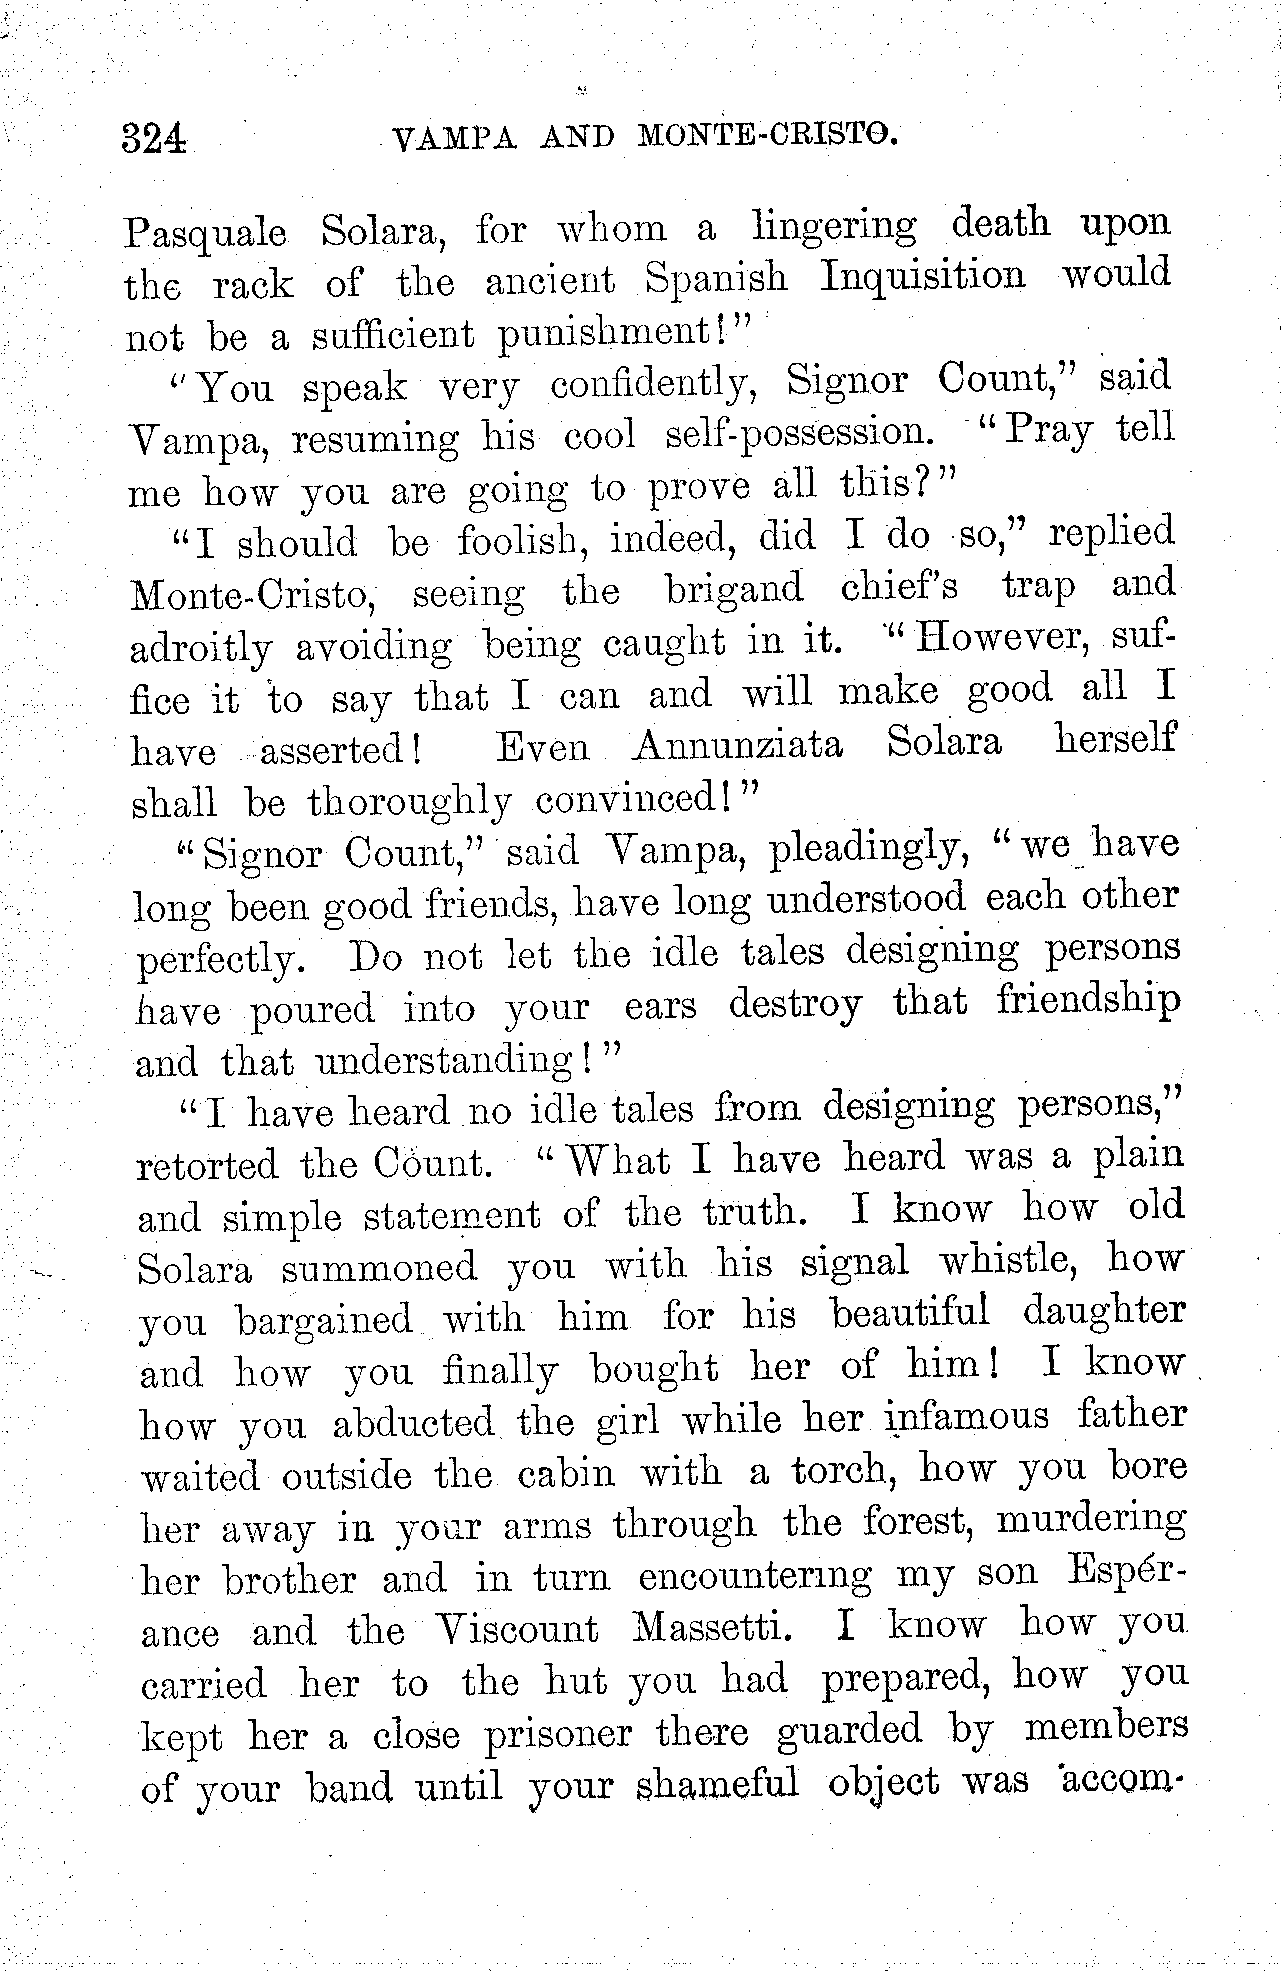 324 VAMPA AND MONTE-CRISTO.
Pasquale Solara, for whom a lingering death upon
the rack of the ancient Spanish Inquisition would
not be a sufficient punishment!"
"You speak very confidently, Signor Count," said
Vampa, resuming his cool self-possession. "Pray tell
me how you are going to prove all this?"
"I should be foolish, indeed, did I do so," replied
Monte-Cristo, seeing the brigand chief's trap and
adroitly avoiding being caught in it. "However, suf-
fice it to say that I can and will make good all I
have asserted! Even Annunziata Solara herself
shall be thoroughly convinced!"
"Signor Count," said Vampa, pleadingly, "we have
long been good friends, have long understood each other
perfectly. Do not let the idle tales designing persons
have poured into your ears destroy that friendship
and that understanding!"
"I have heard no idle tales from designing persons,"
retorted the Count. "What I have heard was a plain
and simple statement of the truth. I know how old
Solara summoned you with his signal whistle, how
you bargained with him for his beautiful daughter
and how you finally bought her of him! I know
how you abducted the girl while her infamous father
waited outside the cabin with a torch, how you bore
her away in your arms through the forest, murdering
her brother and in turn encountering my son Espér-
ance and the Viscount Massetti. I know how you
carried her to the hut you had prepared, how you
kept her a close prisoner there guarded by members
of your band until your shameful object was accom-